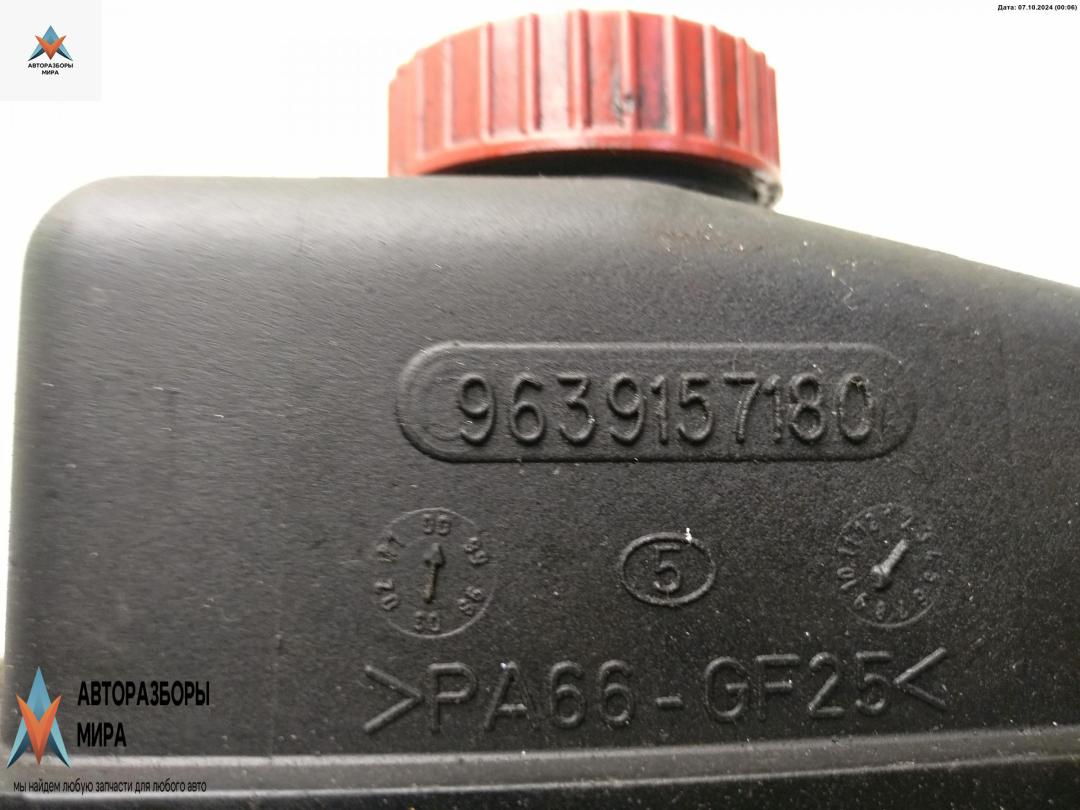 Дата: 07.10.2024 (00:06)
АВТОРАЗБОРЫ
МИРА
9639157180
5
>PA66-GF25<
АВТОРАЗБОРЫ
МИРА
мы найдем любую запчасти для любого авто